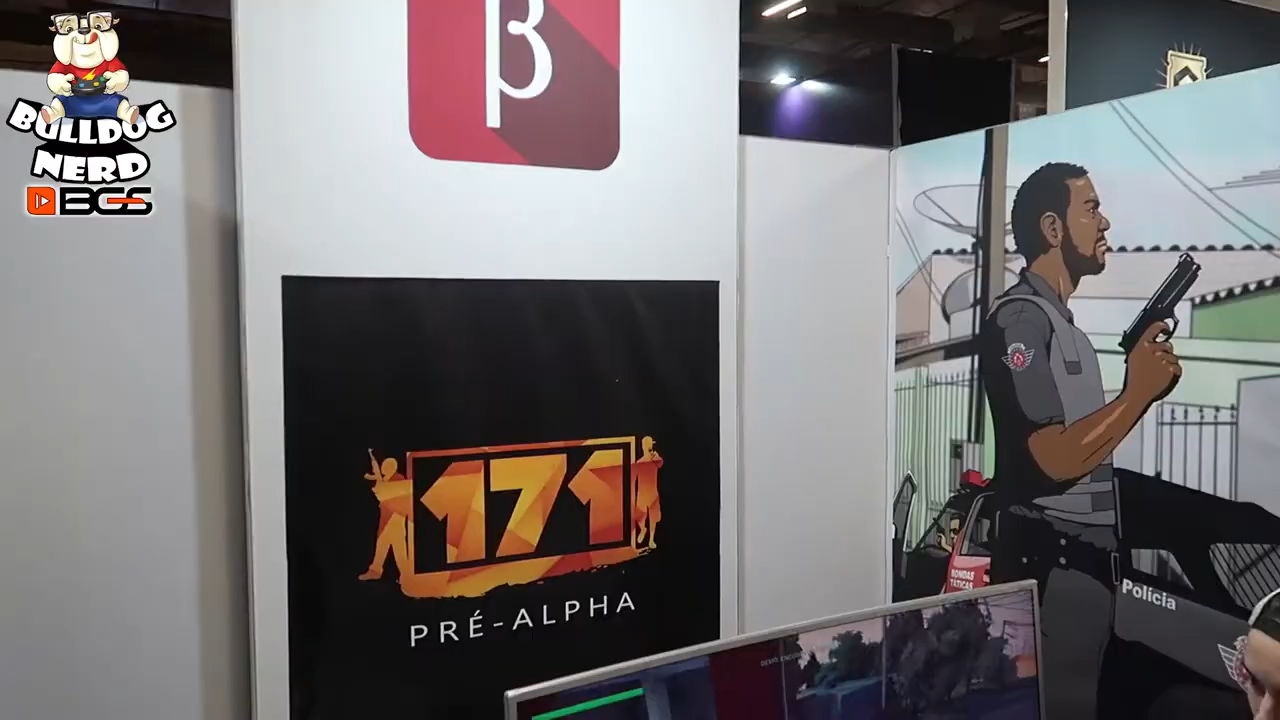 BULLDOG
NERD
BGS
β
171
PRÉ-ALPHA
RONDAS
TÁTICAS
Polícia